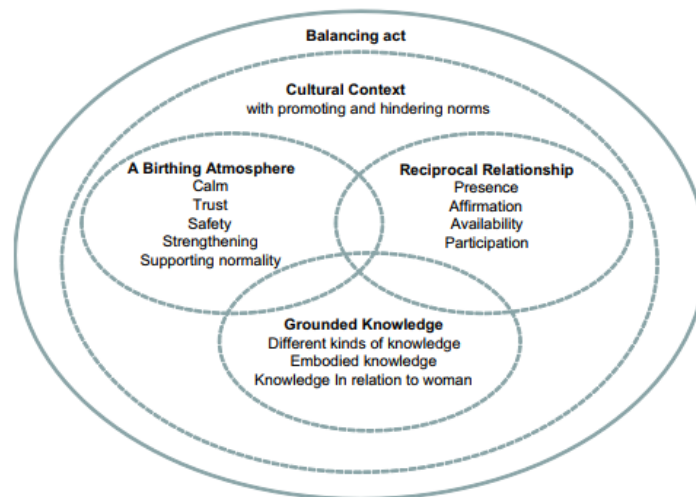 Balancing act
Cultural Context
with promoting and hindering norms
A Birthing Atmosphere
Calm
Trust
Safety
Strengthening
Supporting normality
Reciprocal Relationship
Presence
Affirmation
Availability
Participation
Grounded Knowledge
Different kinds of knowledge
Embodied knowledge
Knowledge In relation to woman